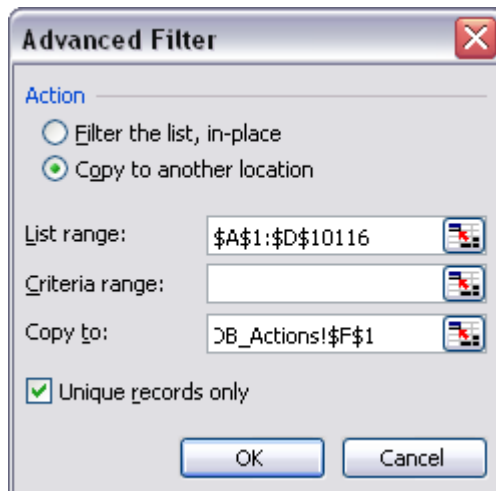 Advanced Filter
Action
Filter the list, in-place
Copy to another location
List range: $A$1:$D$10116
Criteria range:
Copy to: DB_Actions!$F$1
Unique records only
OK Cancel